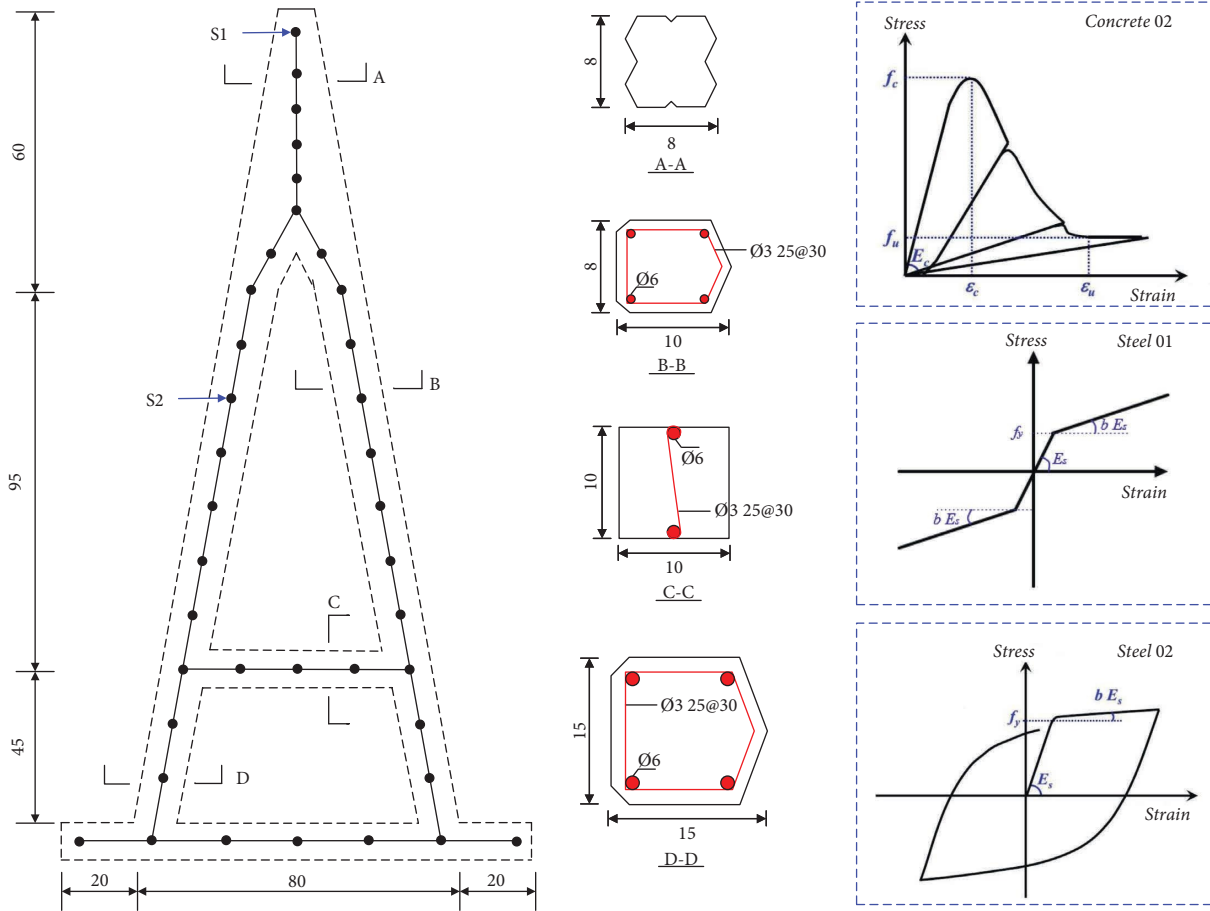 S1
A
60
B
S2
95
C
45
D
20
80
20
8
8
A-A
Ø3 25@30
Ø6
8
10
B-B
Ø6
10
Ø3 25@30
10
C-C
Ø3 25@30
15
Ø6
15
D-D
Stress
Concrete 02
fc
fu
Ec
εc
εu
Strain
Stress
Steel 01
fy
b Es
Es
Strain
b Es
Stress
Steel 02
b Es
fy
Es
Strain